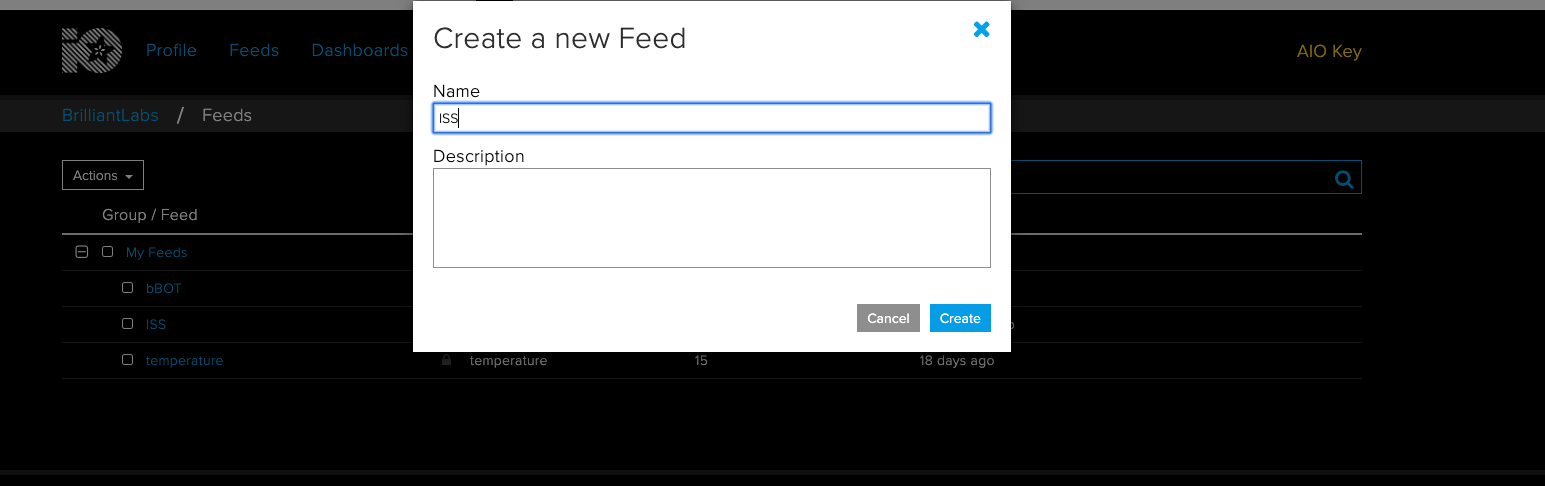 Create a new Feed
Profile Feeds Dashboards
AIO Key
Name
BrilliantLabs / Feeds
ISS
Description
Actions
Group / Feed
My Feeds
bBOT
ISS
Cancel Create
temperature temperature 15 18 days ago